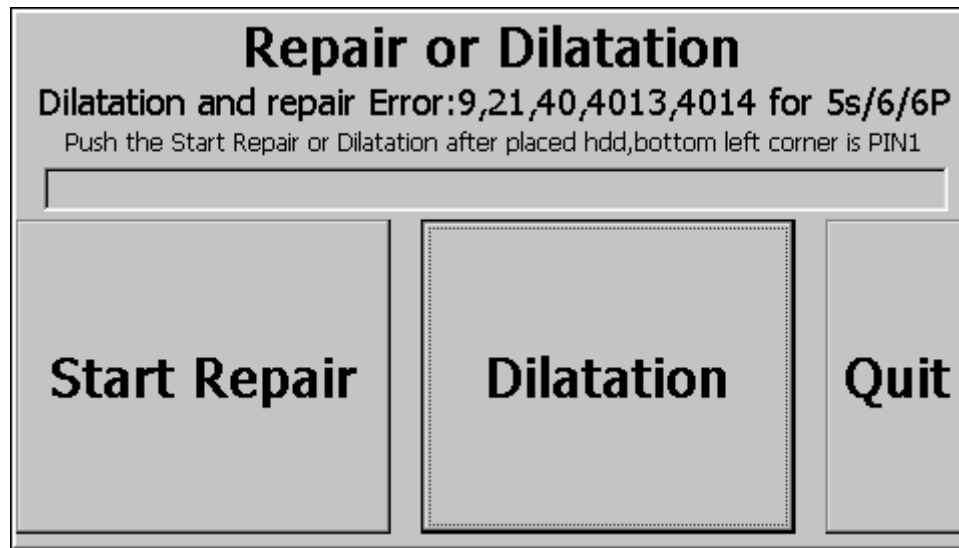 Repair or Dilatation
Dilatation and repair Error:9,21,40,4013,4014 for 5s/6/6P
Push the Start Repair or Dilatation after placed hdd,bottom left corner is PIN1
Start Repair
Dilatation
Quit